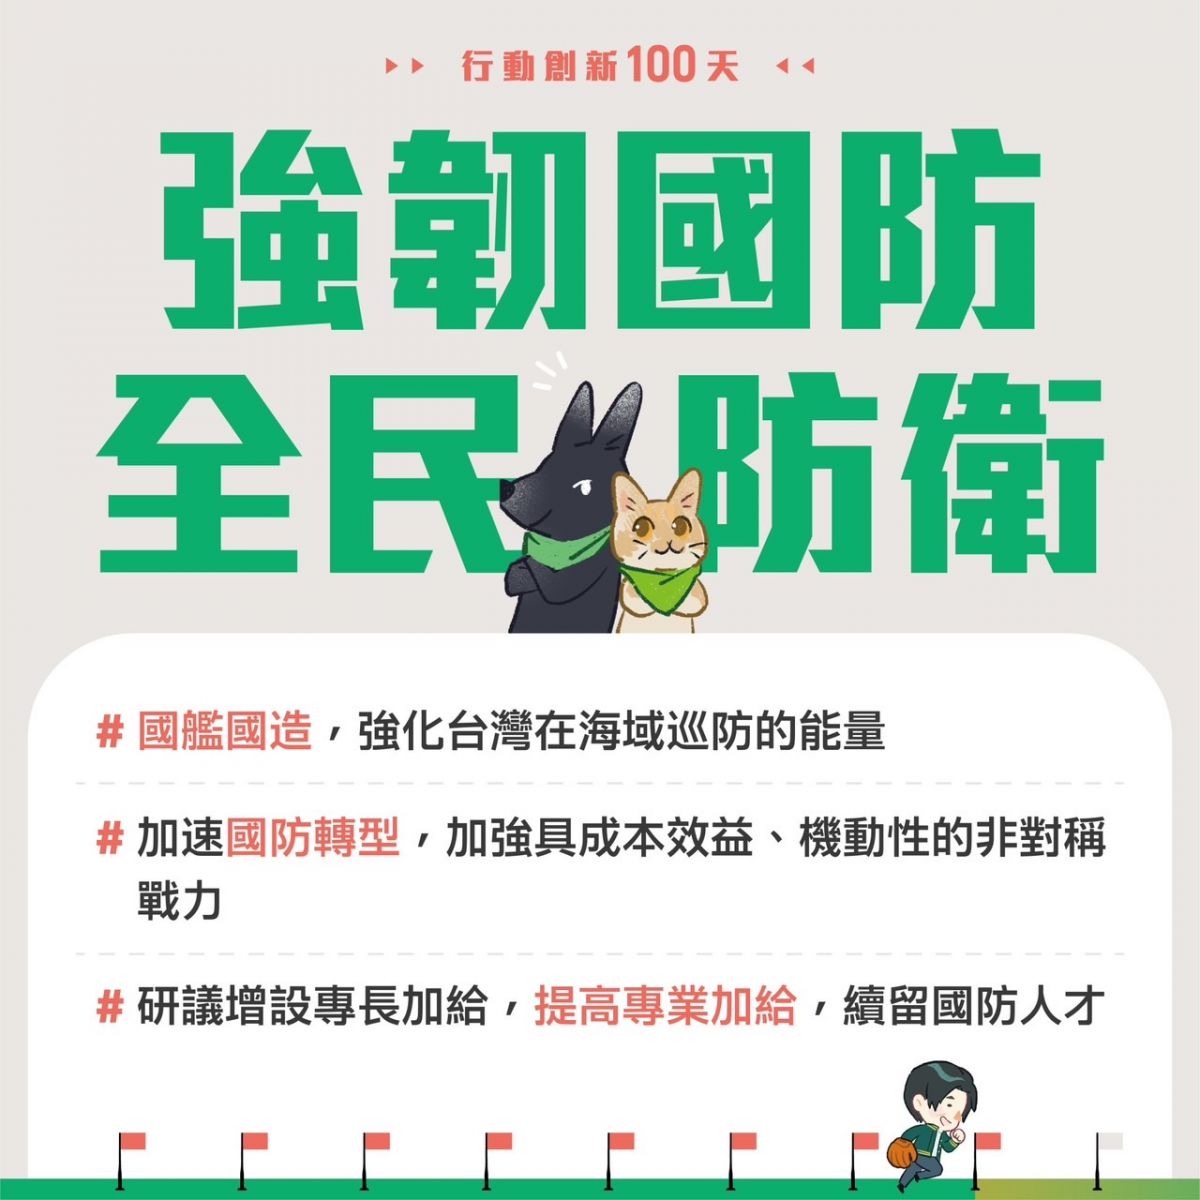 行動創新100天
強韌國防
全民防衛
# 國艦國造，強化台灣在海域巡防的能量
# 加速國防轉型，加強具成本效益、機動性的非對稱
戰力
# 研議增設專長加給，提高專業加給，續留國防人才